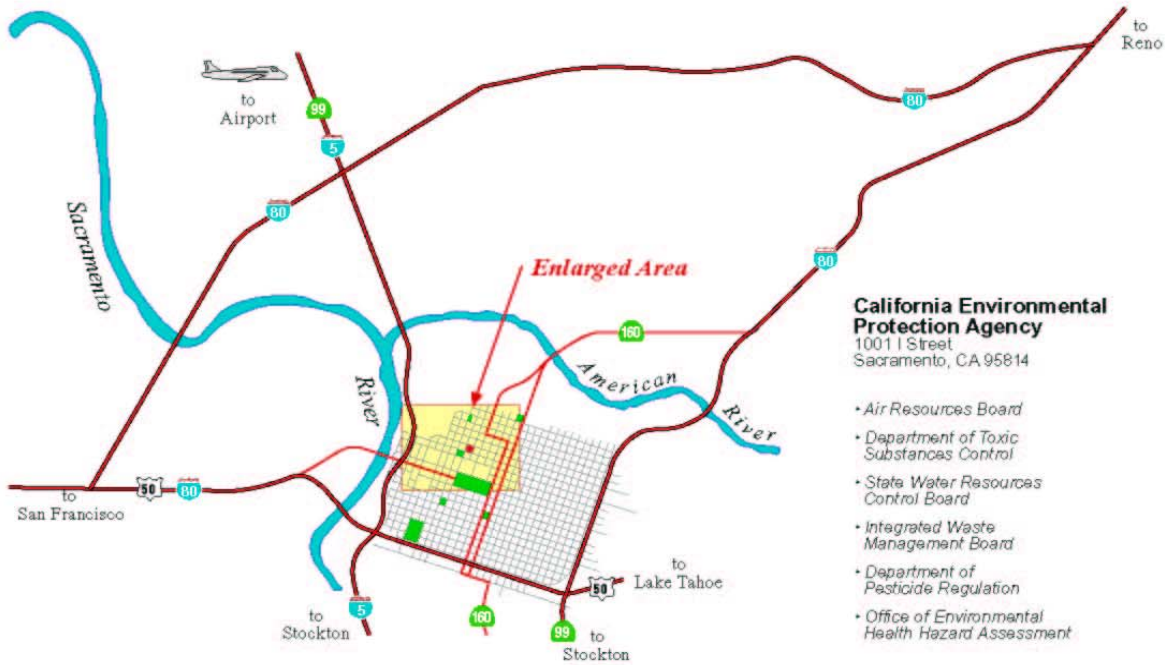 to
Reno
to
Airport
99
5
80
80
Sacramento
Enlarged Area
80
160
California Environmental
Protection Agency
1001 I Street
Sacramento, CA 95814
River
American
River
• Air Resources Board
• Department of Toxic
Substances Control
• State Water Resources
Control Board
• Integrated Waste
Management Board
• Department of
Pesticide Regulation
• Office of Environmental
Health Hazard Assessment
50
80
to
San Francisco
to
Lake Tahoe
50
to
Stockton
5
160
99
to
Stockton